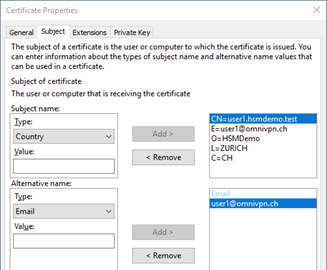 Certificate Properties
General Subject Extensions Private Key
The subject of a certificate is the user or computer to which the certificate is issued. You
can enter information about the types of subject name and alternative name values that
can be used in a certificate.
Subject of certificate
The user or computer that is receiving the certificate
Subject name:
Type:
Country
Value:
Add >
< Remove
CN=user1.hsmdemo.test
E=user1@omnivpn.ch
O=HSMDemo
L=ZURICH
C=CH
Alternative name:
Type:
Email
Value:
Add >
< Remove
Email
user1@omnivpn.ch